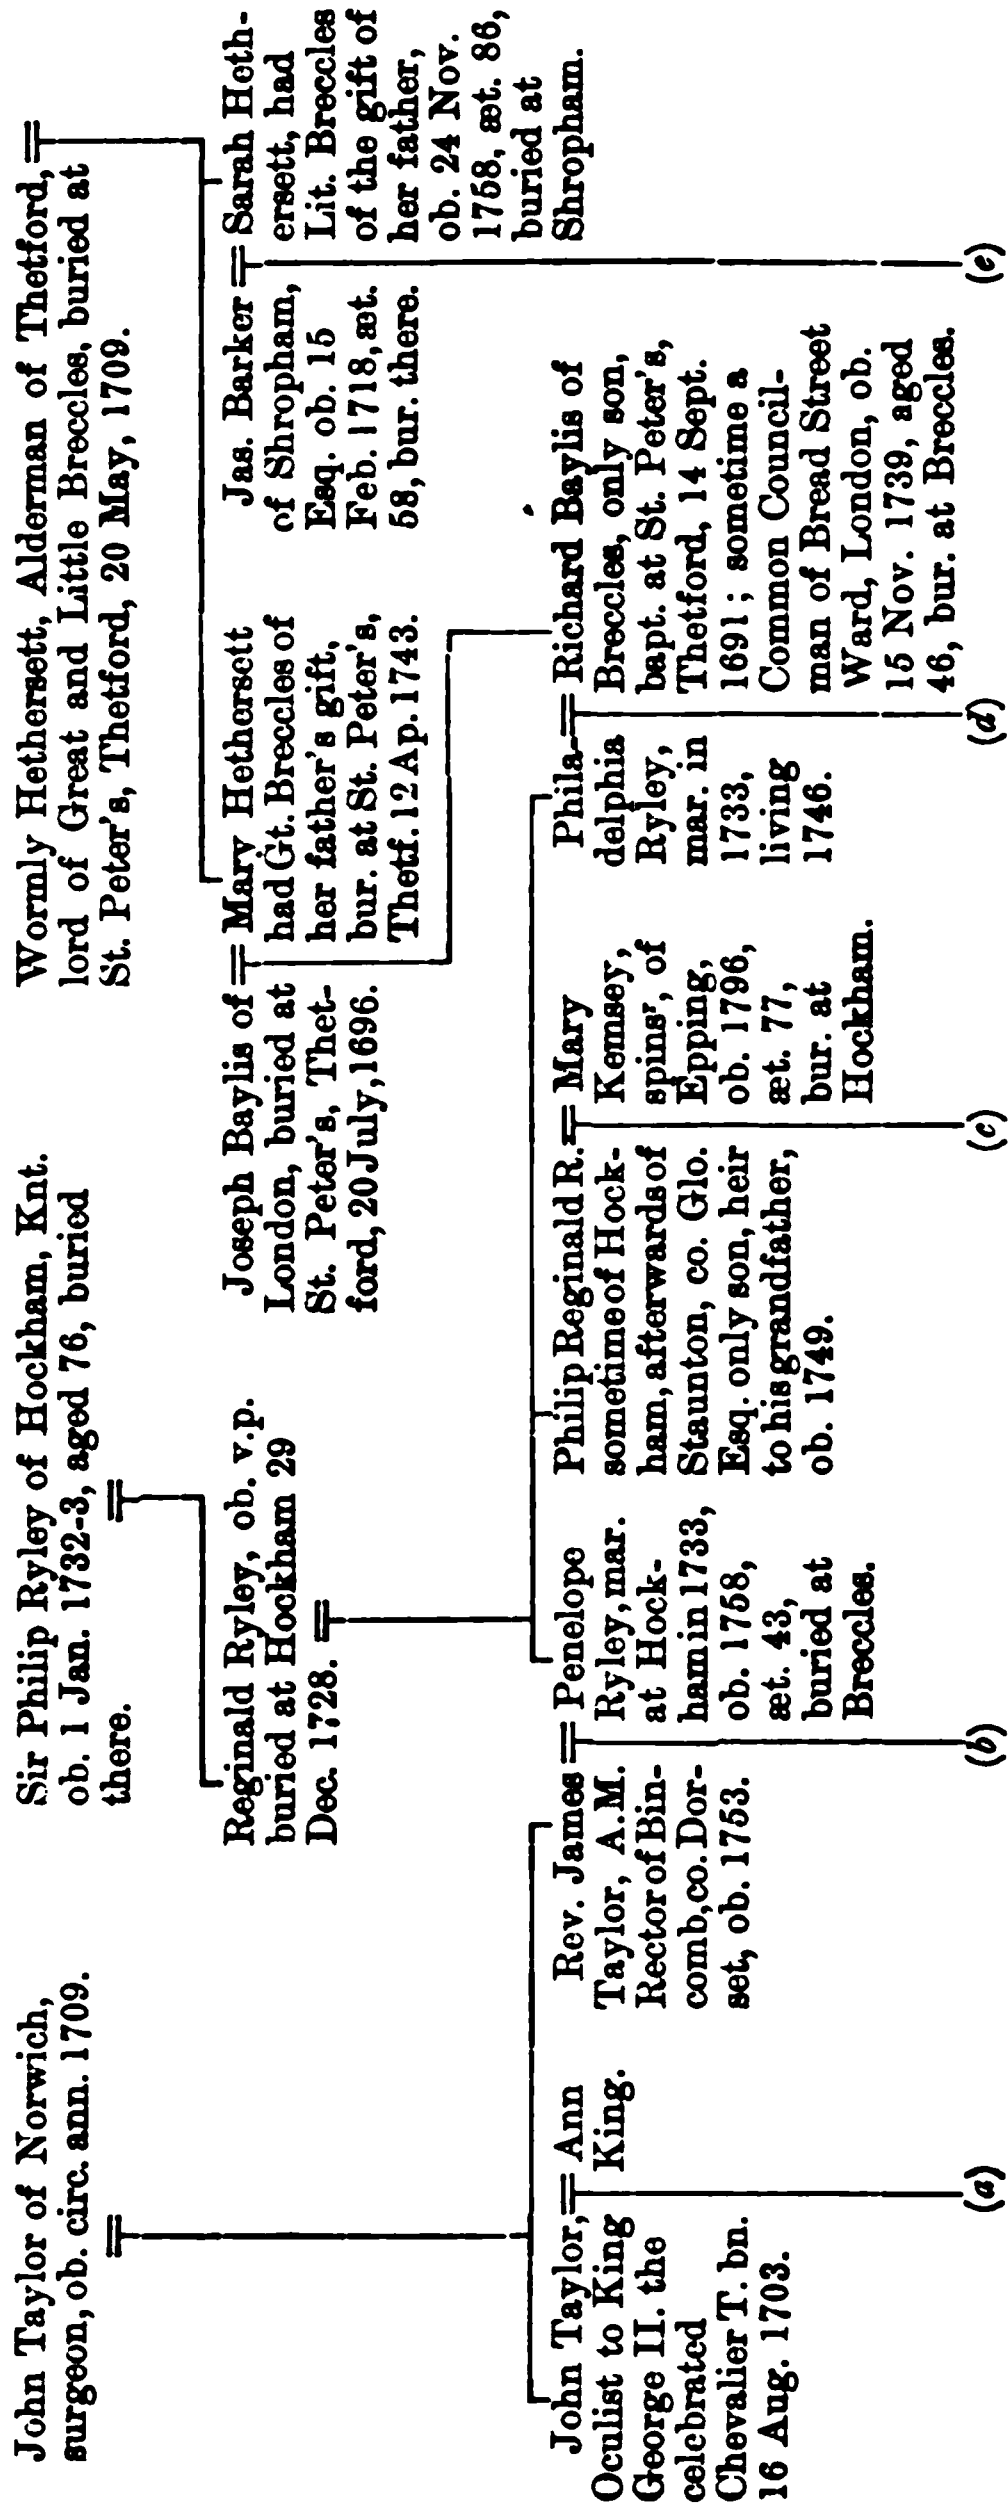 John Taylor of Norwich,
surgeon, ob. circ. ann. 1709.
Sir Philip Ryley of Hockham, Knt.
ob. 1 Jan. 1732-3, aged 76, buried
there.
Wormly Hethersett, Alderman of Thetford,
lord of Great and Little Breccles, buried at
St. Peter's, Thetford, 20 May, 1709.
Reginald Ryley, ob. v.p.
buried at Hockham 29
Dec. 1728.
Joseph Baylis of
London, buried at
St. Peter's, Thet-
ford, 20 July, 1696.
Mary Hethersett
had Gt. Breccles of
her father's gift,
bur. at St. Peter's,
Thetf. 12 Ap. 1743.
Jas. Barker
of Shropham,
Esq. ob. 15
Feb. 1718, æt.
58, bur. there.
Sarah Heth-
ersett, had
Lit. Breccles
of the gift of
her father,
ob. 24 Nov.
1758, æt. 86,
buried at
Shropham.
John Taylor,
Oculist to King
George II. the
celebrated
Chevalier T. bn.
16 Aug. 1703.
Ann
King.
Rev. James
Taylor, A.M.
Rector of Bin-
comb, co. Dor-
set, ob. 1753.
Penelope
Ryley, mar.
at Hock-
ham in 1733,
ob. 1758,
æt. 43,
buried at
Breccles.
Philip Reginald R.
sometime of Hock-
ham, afterwards of
Staunton, co. Glo.
Esq. only son, heir
to his grandfather,
ob. 1749.
Mary
Kemsey,
spinsr, of
Epping,
ob. 1796,
æt. 77,
bur. at
Hockham.
Phila-
delphia
Ryley,
mar. in
1733,
living
1746.
Richard Baylis of
Breccles, only son,
bapt. at St. Peter's,
Thetford, 14 Sept.
1691; sometime a
Common Council-
man of Bread Street
Ward, London, ob.
15 Nov. 1739, aged
46, bur. at Breccles.
(a)
(b)
(c)
(d)
(e)